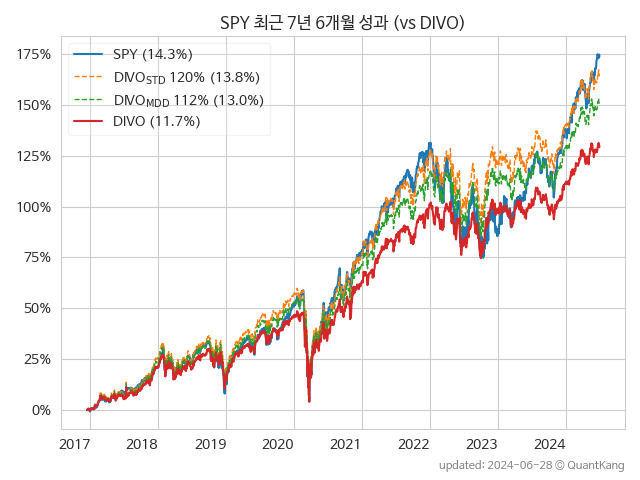 SPY 최근 7년 6개월 성과 (vs DIVO)
SPY (14.3%)
DIVO_STD 120% (13.8%)
DIVO_MDD 112% (13.0%)
DIVO (11.7%)
175%
150%
125%
100%
75%
50%
25%
0%
2017 2018 2019 2020 2021 2022 2023 2024
updated: 2024-06-28 © QuantKang